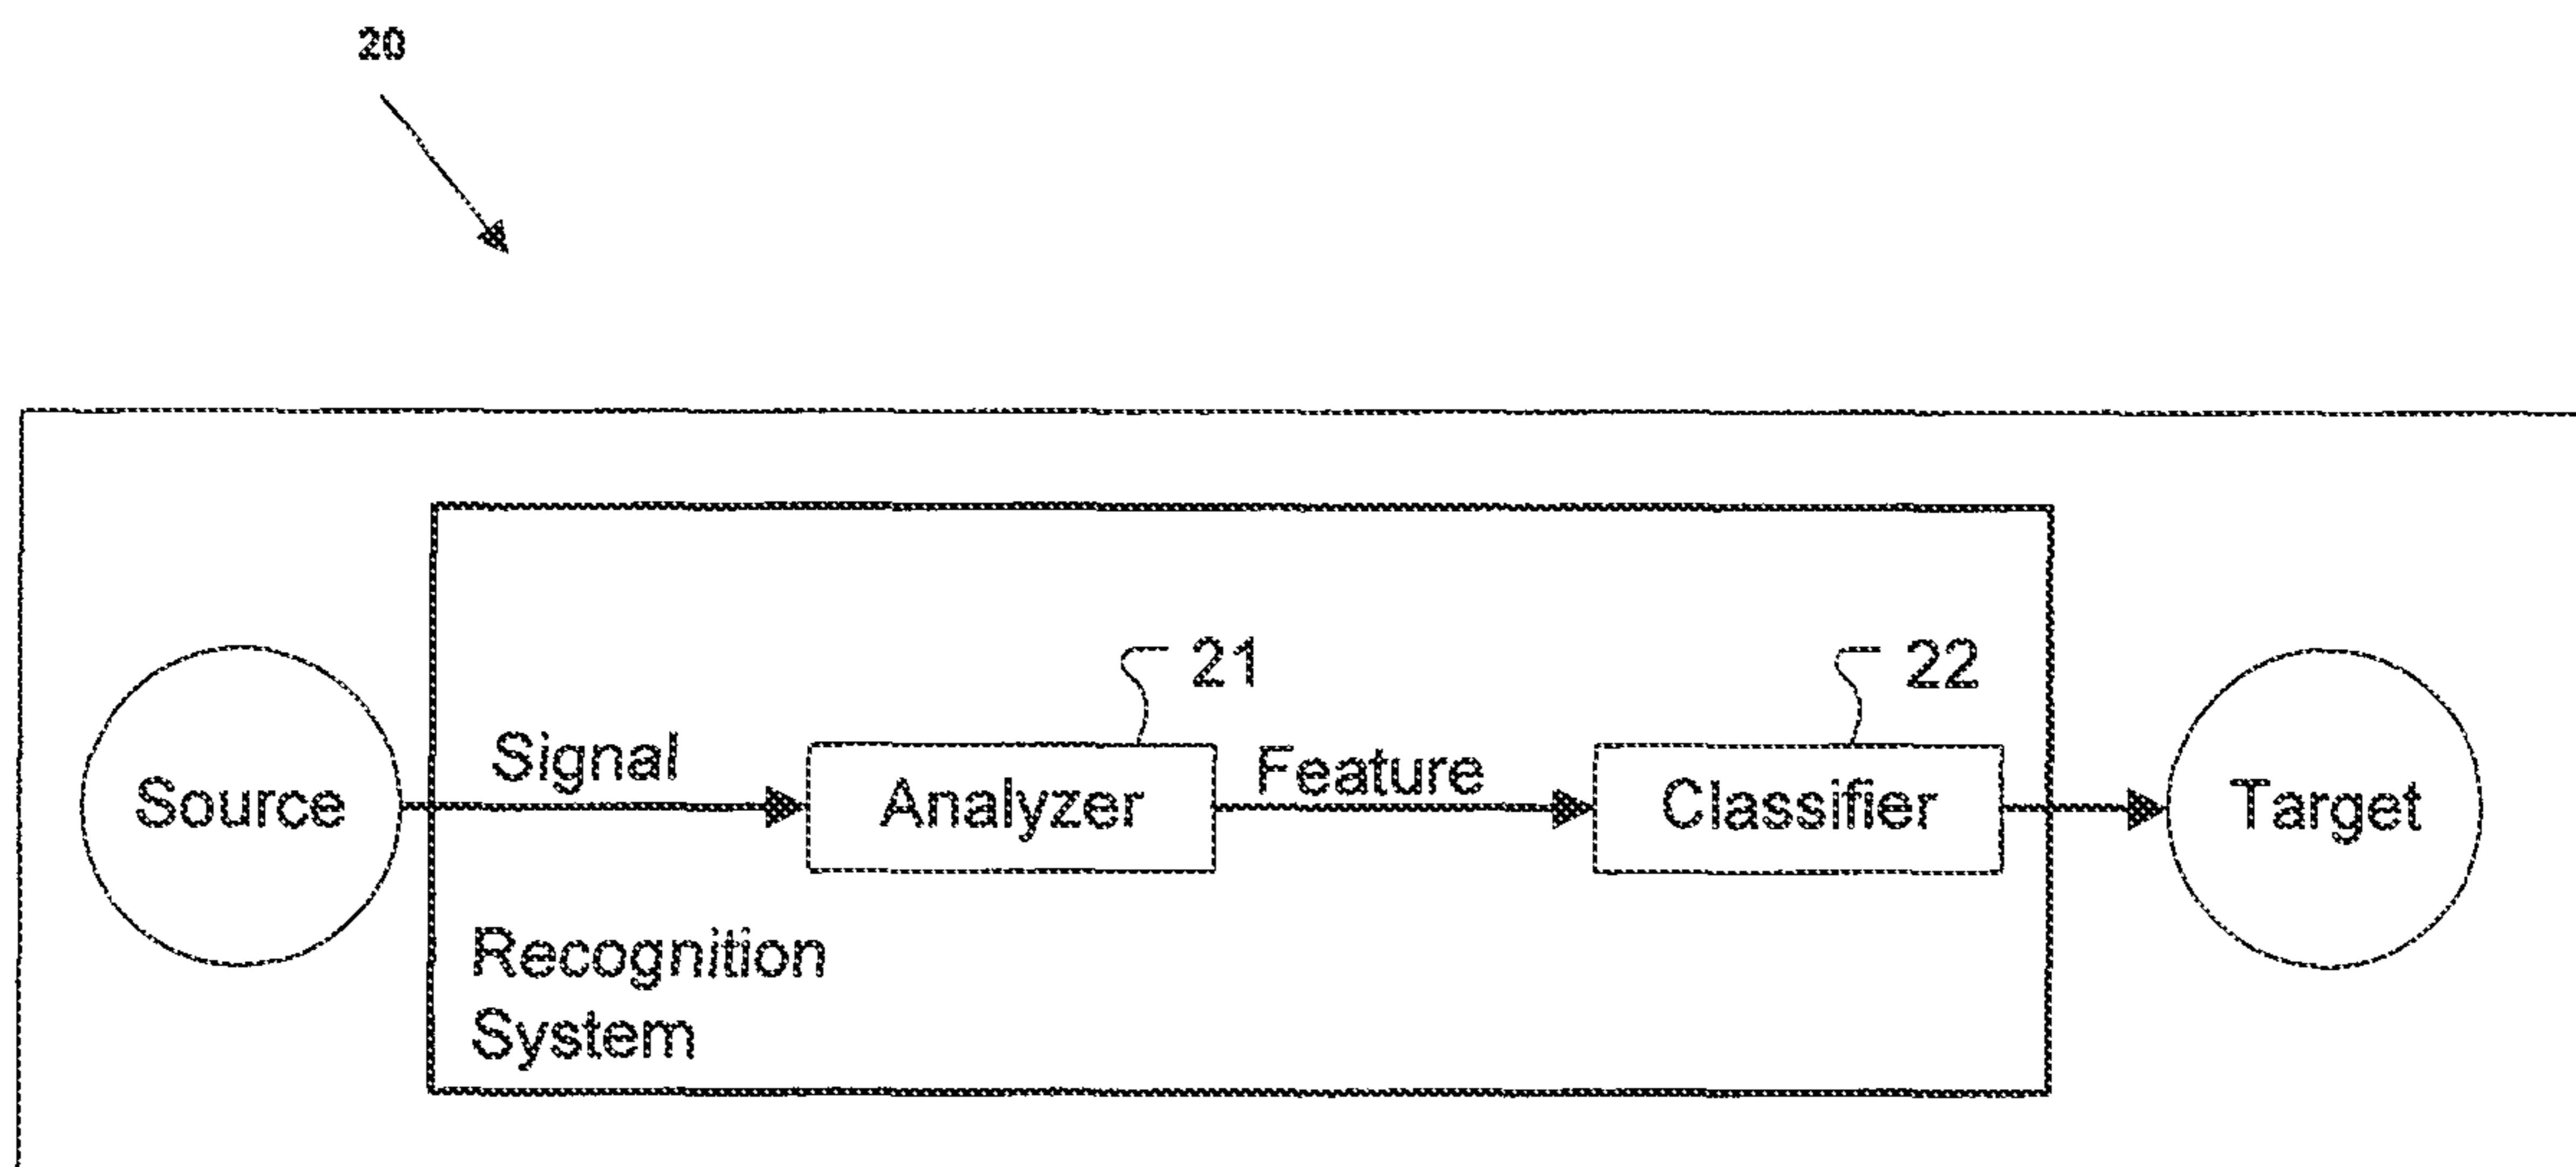 20
21
22
Signal
Feature
Source
Analyzer
Classifier
Target
Recognition
System